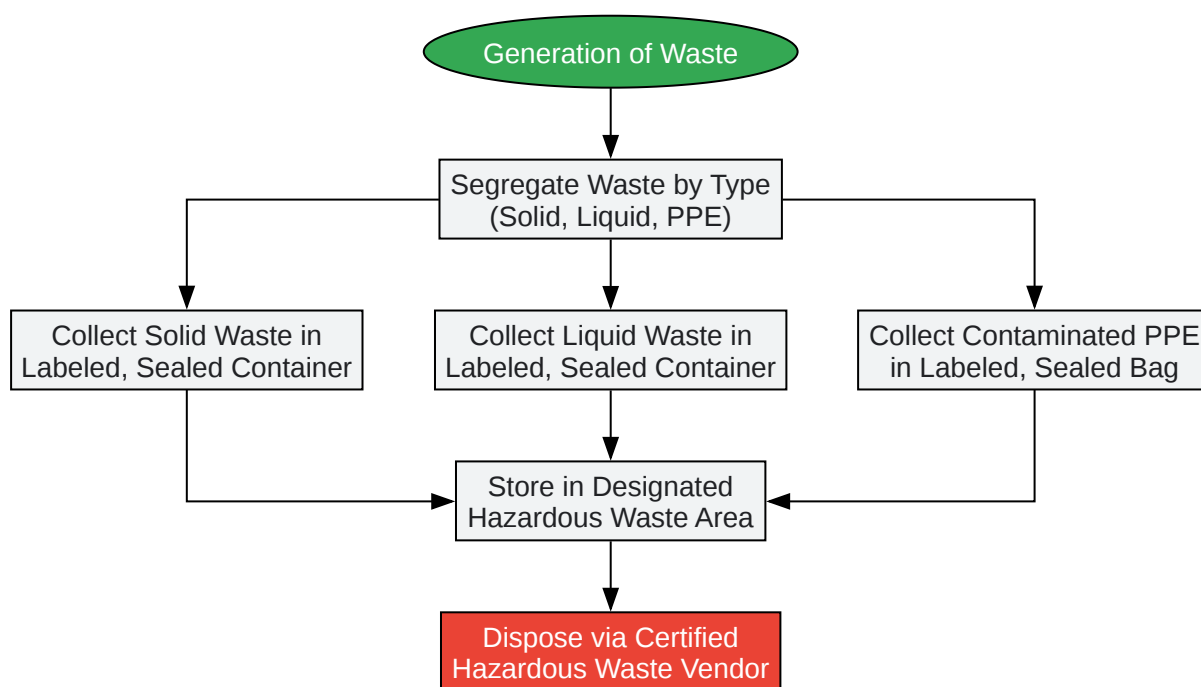 Generation of Waste
Segregate Waste by Type
(Solid, Liquid, PPE)
Collect Solid Waste in
Labeled, Sealed Container
Collect Liquid Waste in
Labeled, Sealed Container
Collect Contaminated PPE
in Labeled, Sealed Bag
Store in Designated
Hazardous Waste Area
Dispose via Certified
Hazardous Waste Vendor